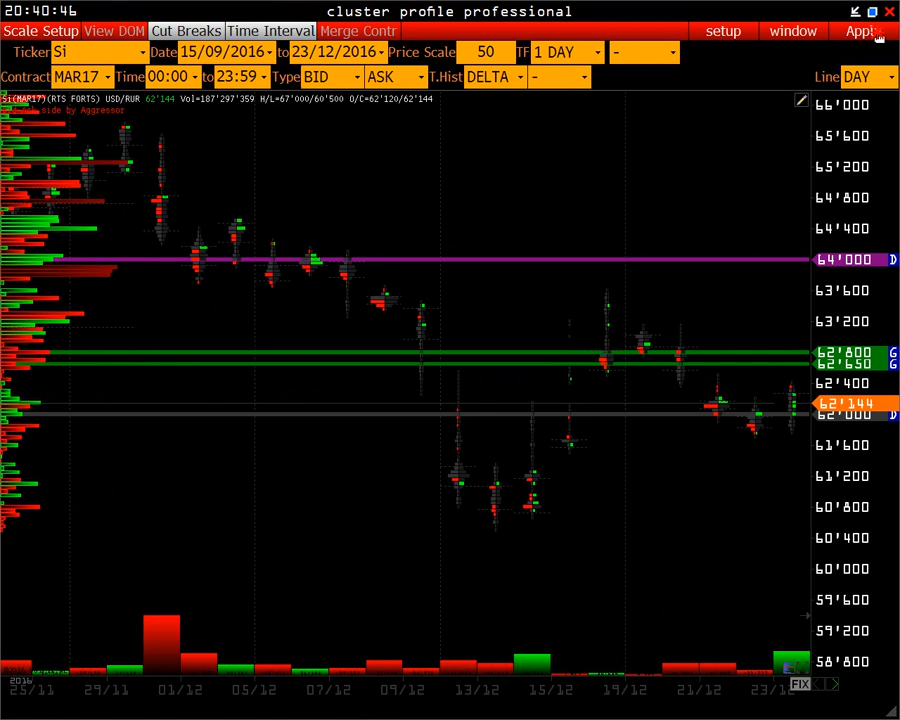 20:40:46 cluster profile professional
Scale Setup View DOM Cut Breaks Time Interval Merge Contr setup window Apply
Ticker Si Date 15/09/2016 to 23/12/2016 Price Scale 50 TF 1 DAY -
Contract MAR17 Time 00:00 to 23:59 Type BID ASK T.Hist DELTA - Line DAY
Si(MAR17)(RTS FORTS) USD/RUR 62'144 Vol=187'297'359 H/L=67'000/60'500 O/C=62'120/62'144
side by Aggressor
66'000
65'600
65'200
64'800
64'400
64'000 D
63'600
63'200
62'800 G
62'650 G
62'400
62'144
62'000 D
61'600
61'200
60'800
60'400
60'000
59'600
59'200
58'800
2016
25/11 29/11 01/12 05/12 07/12 09/12 13/12 15/12 19/12 21/12 23/12 FIX